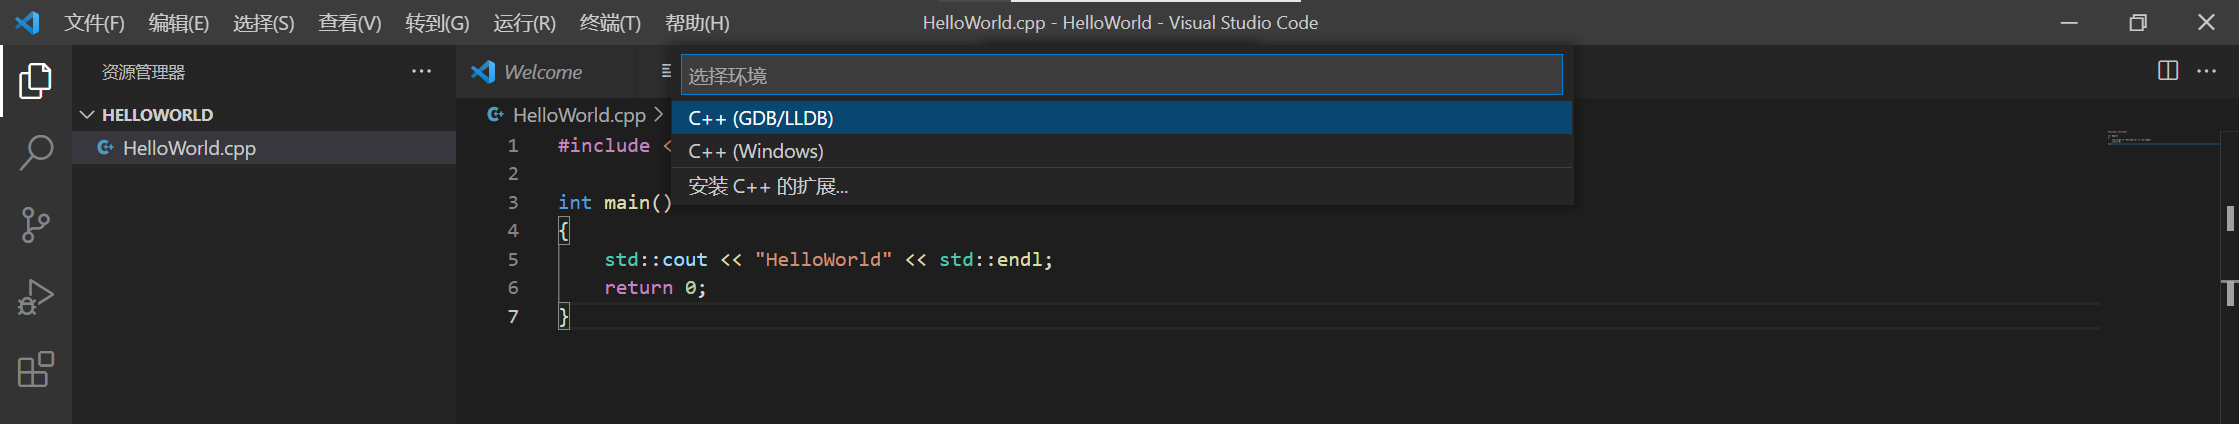 文件(F) 编辑(E) 选择(S) 查看(V) 转到(G) 运行(R) 终端(T) 帮助(H) HelloWorld.cpp - HelloWorld - Visual Studio Code
资源管理器 ···
HELLOWORLD
HelloWorld.cpp
Welcome
选择环境
C++ (GDB/LLDB)
C++ (Windows)
安装 C++ 的扩展...
HelloWorld.cpp >
1 #include <
2
3 int main()
4 {
5 std::cout << "HelloWorld" << std::endl;
6 return 0;
7 }